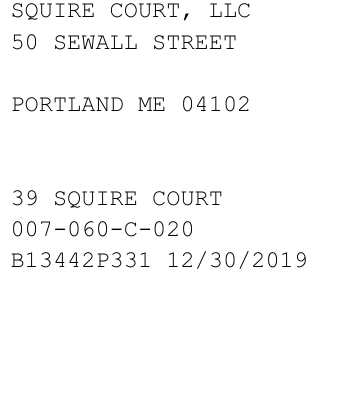 SQUIRE COURT, LLC
50 SEWALL STREET
PORTLAND ME 04102
39 SQUIRE COURT
007-060-C-020
B13442P331 12/30/2019